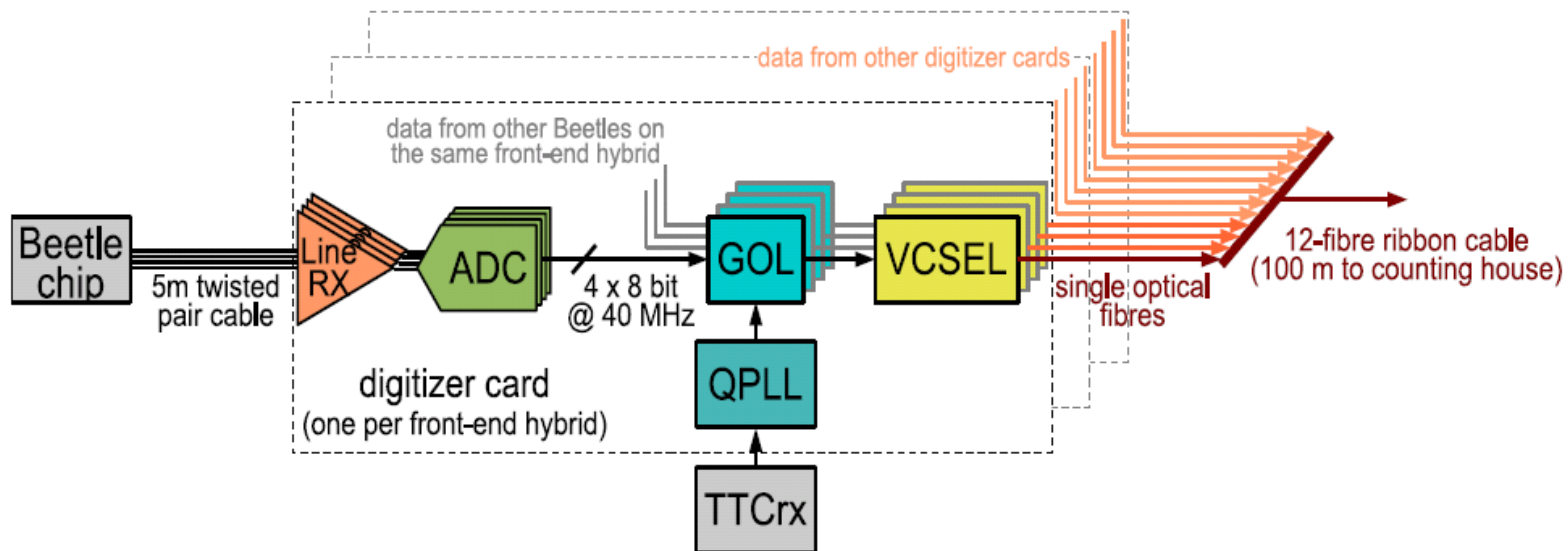 data from other digitizer cards
data from other Beetles on
the same front-end hybrid
Beetle
chip
5m twisted
pair cable
Line
RX
ADC
4 x 8 bit
@ 40 MHz
GOL
VCSEL
single optical
fibres
12-fibre ribbon cable
(100 m to counting house)
digitizer card
(one per front-end hybrid)
QPLL
TTCrx